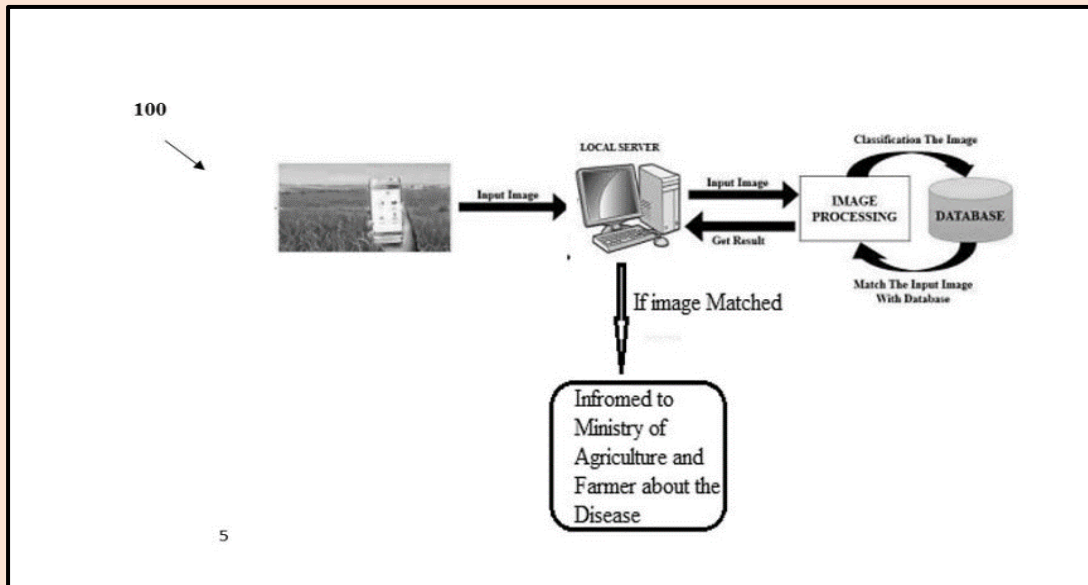 100
Classification The Image
LOCAL SERVER
Input Image
Input Image
IMAGE
PROCESSING
DATABASE
Get Result
Match The Input Image
With Database
If image Matched
Infromed to
Ministry of
Agriculture and
Farmer about the
Disease
5